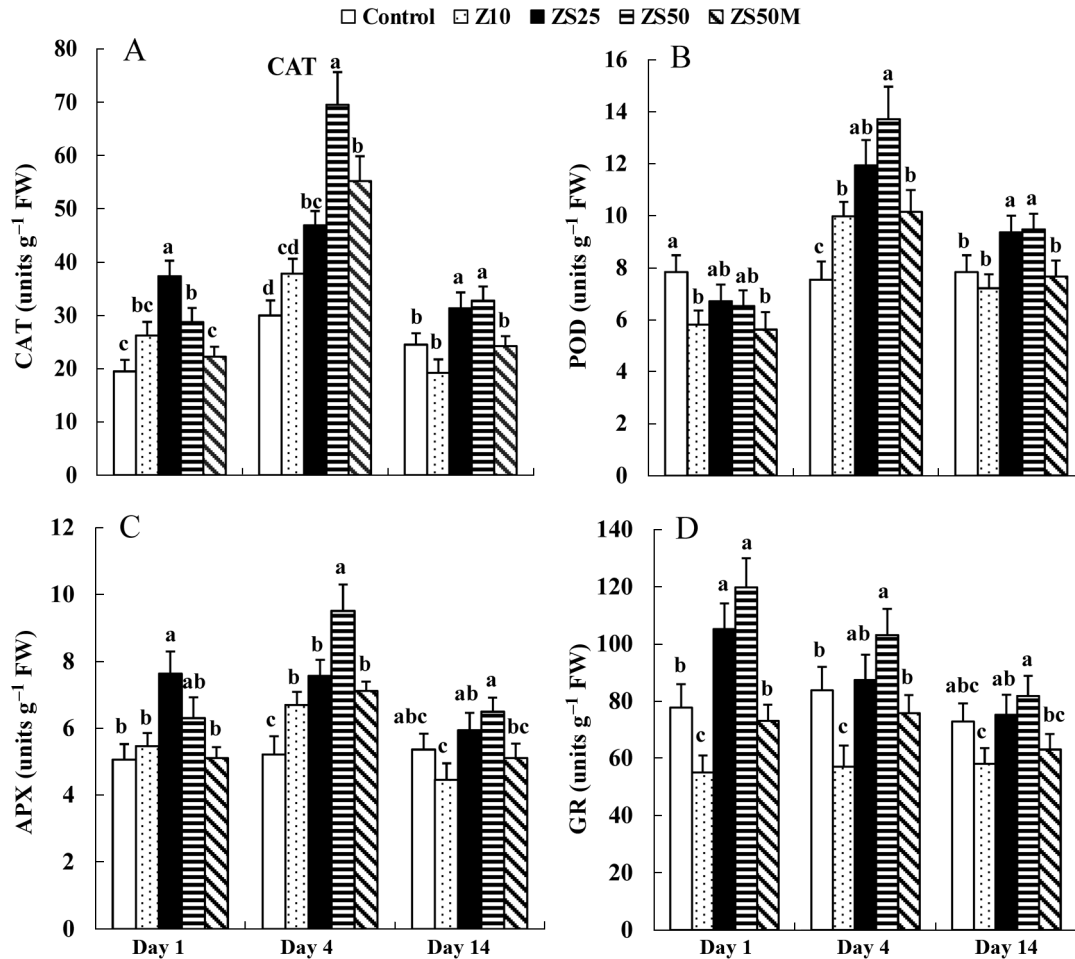 Control Z10 ZS25 ZS50 ZS50M
A
CAT
CAT (units g⁻¹ FW)
80
70
60
50
40
30
20
10
0
c bc a b c
d cd bc a b
b b a a b
B
POD (units g⁻¹ FW)
16
14
12
10
8
6
4
2
0
a b ab ab b
c b ab a b
b b a a b
C
APX (units g⁻¹ FW)
12
10
8
6
4
2
0
b b a ab b
c b b a b
abc c ab a bc
Day 1 Day 4 Day 14
D
GR (units g⁻¹ FW)
140
120
100
80
60
40
20
0
b c a a b
b c ab a b
abc c ab a bc
Day 1 Day 4 Day 14